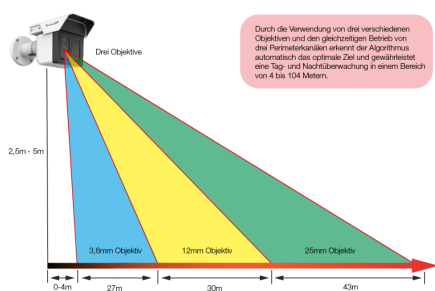 Drei Objektive
Durch die Verwendung von drei verschiedenen
Objektiven und den gleichzeitigen Betrieb von
drei Perimeterkanälen erkennt der Algorithmus
automatisch das optimale Ziel und gewährleistet
eine Tag- und Nachtüberwachung in einem Bereich
von 4 bis 104 Metern.
2,5m - 5m
3,6mm Objektiv
12mm Objektiv
25mm Objektiv
0-4m
27m
30m
43m